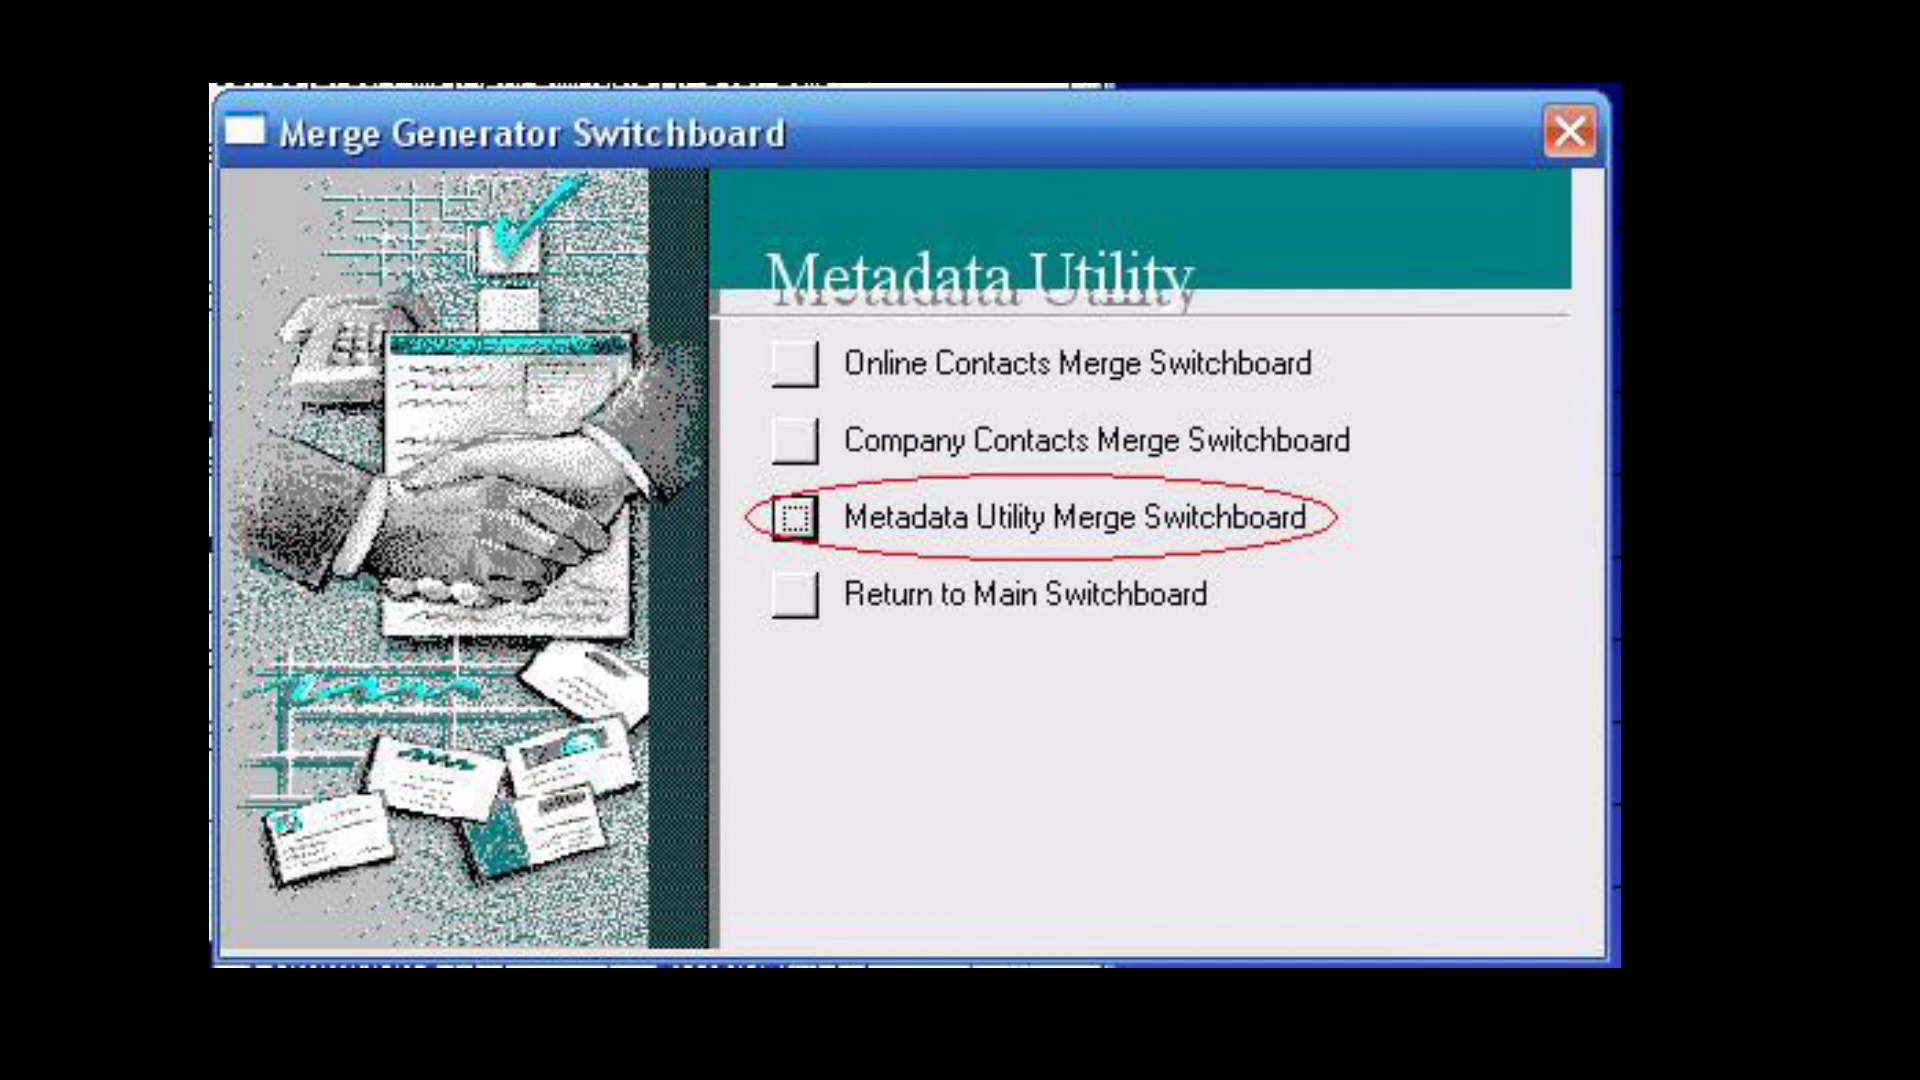 Merge Generator Switchboard
Metadata Utility
Online Contacts Merge Switchboard
Company Contacts Merge Switchboard
Metadata Utility Merge Switchboard
Return to Main Switchboard